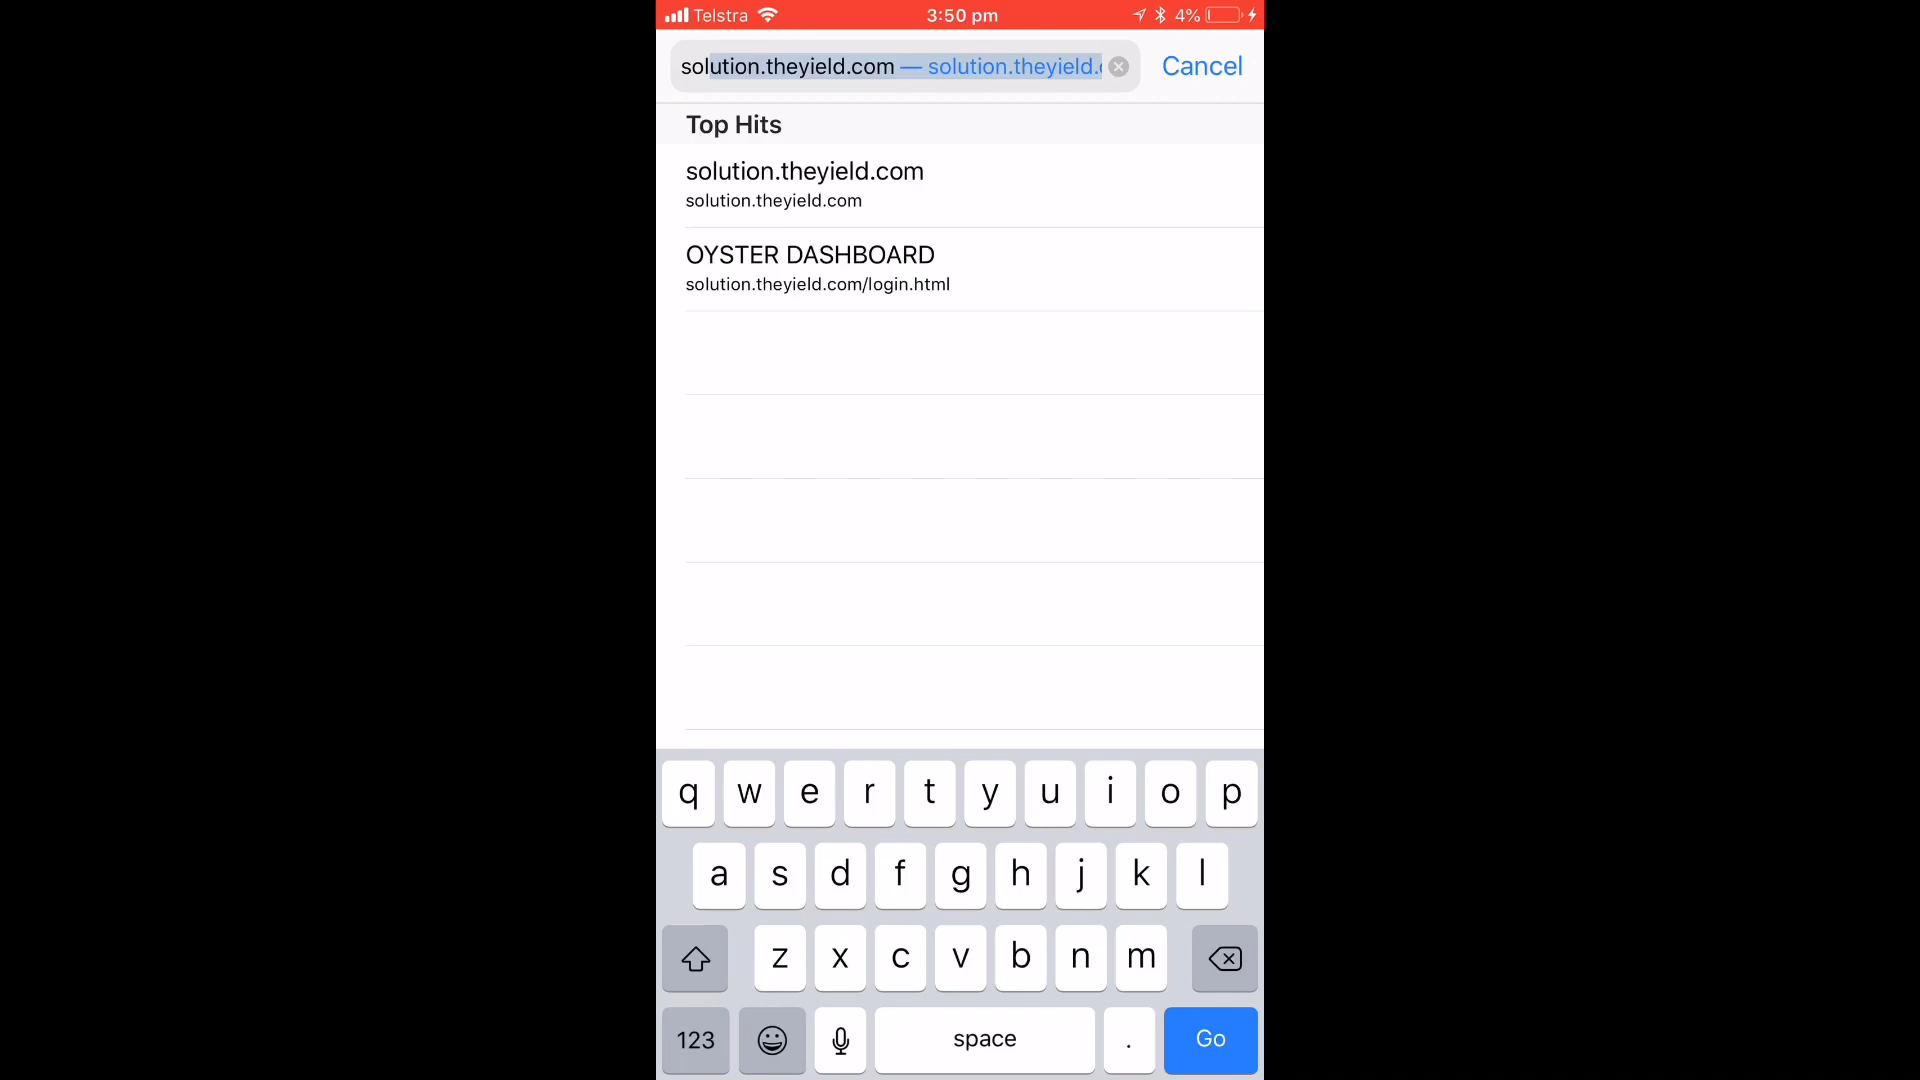 Telstra
3:50 pm
4%
solution.theyield.com — solution.theyield.
Cancel
Top Hits
solution.theyield.com
solution.theyield.com
OYSTER DASHBOARD
solution.theyield.com/login.html
q w e r t y u i o p
a s d f g h j k l
z x c v b n m
123
space
.
Go